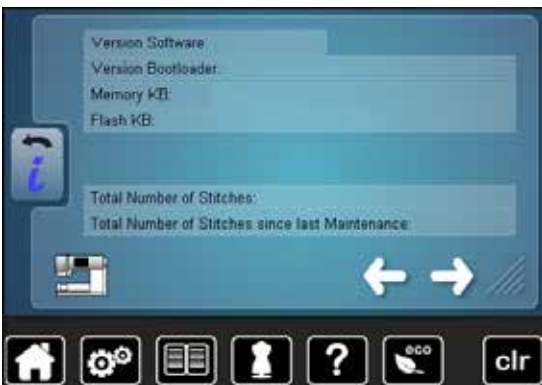 Version Software
Version Bootloader:
Memory KB:
Flash KB:
i
Total Number of Stitches:
Total Number of Stitches since last Maintenance:
? eco clr